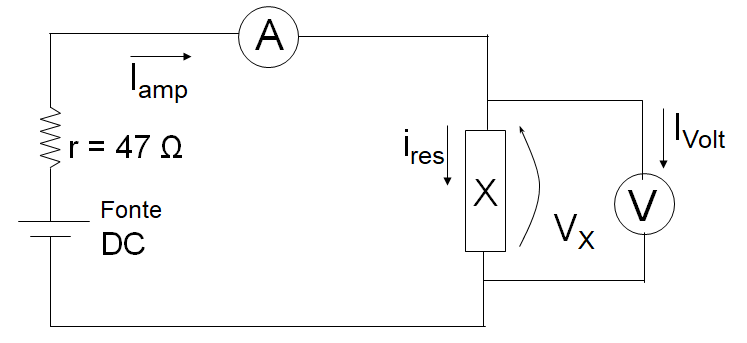 A
Iamp
r = 47 Ω
ires
IVolt
X
V
Fonte
DC
VX